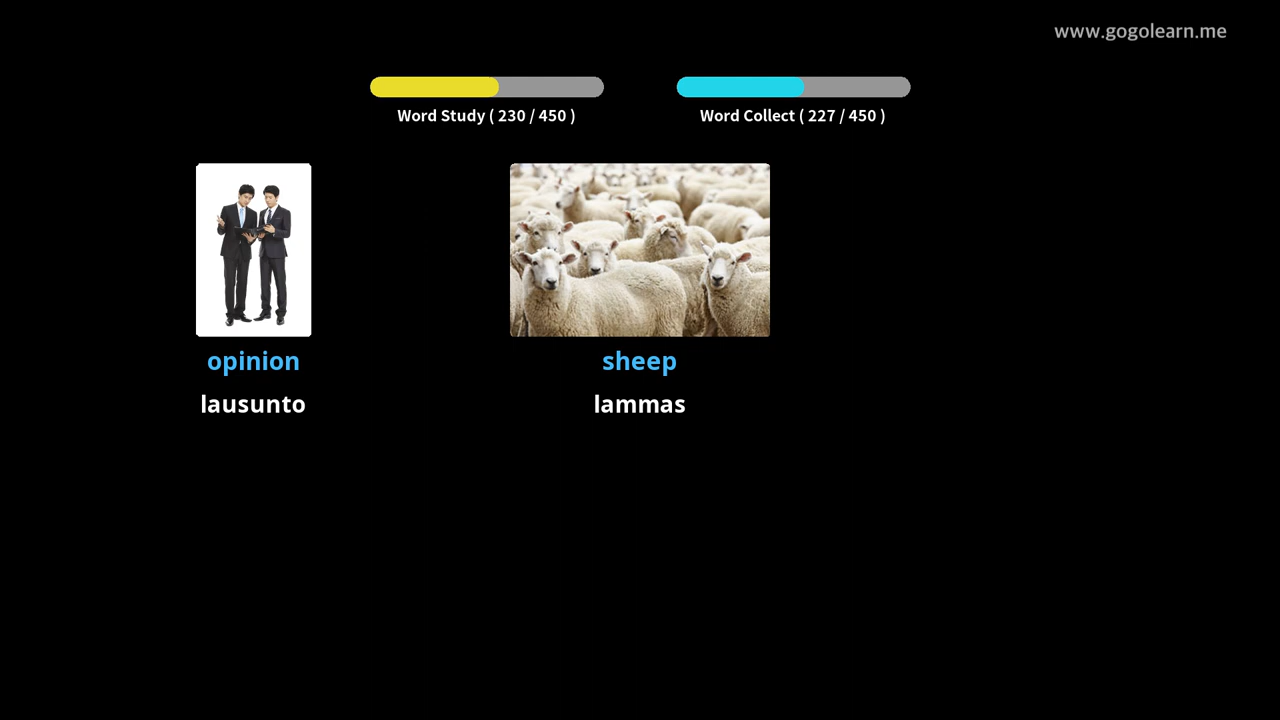 www.gogolearn.me
Word Study ( 230 / 450 )
Word Collect ( 227 / 450 )
opinion
lausunto
sheep
lammas